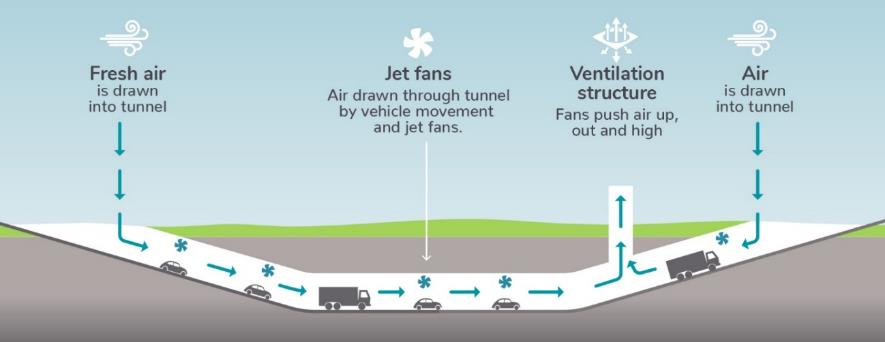 Fresh air
is drawn
into tunnel
Jet fans
Air drawn through tunnel
by vehicle movement
and jet fans.
Ventilation
structure
Fans push air up,
out and high
Air
is drawn
into tunnel